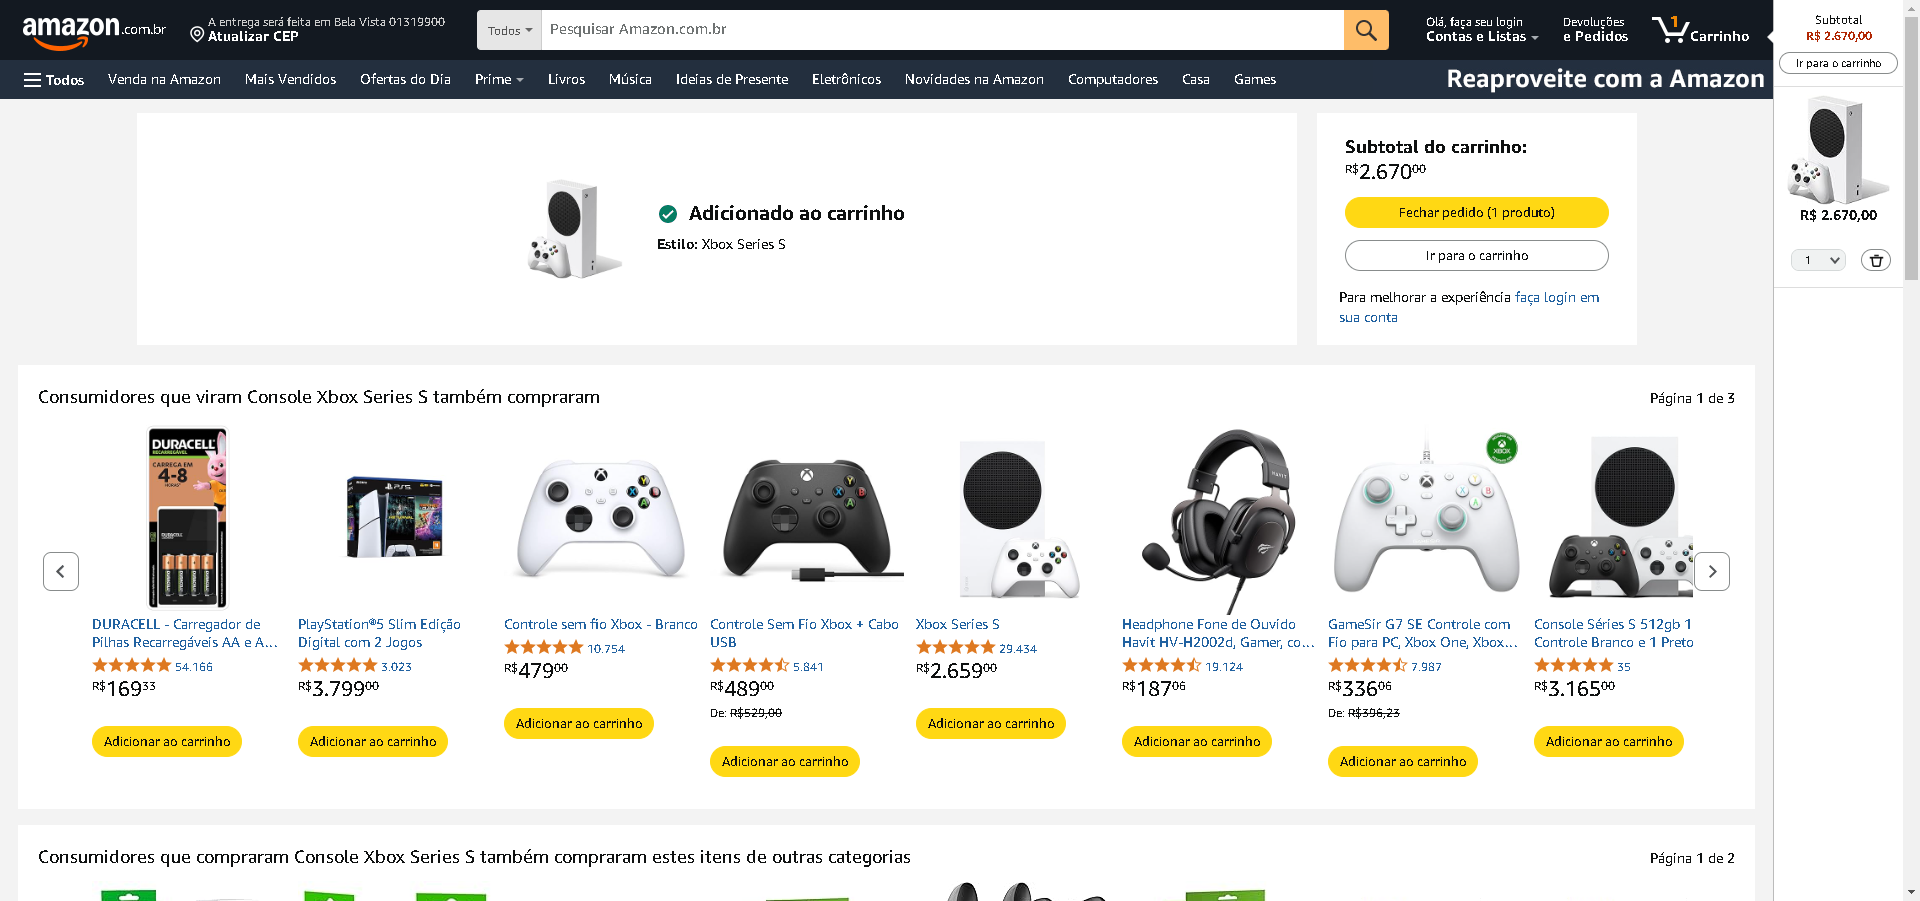 amazon.com.br
A entrega será feita em Bela Vista 01319900
Atualizar CEP
Todos
Pesquisar Amazon.com.br
Olá, faça seu login
Contas e Listas
Devoluções
e Pedidos
1
Carrinho
Subtotal
R$ 2.670,00
Ir para o carrinho
Todos
Venda na Amazon
Mais Vendidos
Ofertas do Dia
Prime
Livros
Música
Ideias de Presente
Eletrônicos
Novidades na Amazon
Computadores
Casa
Games
Reaproveite com a Amazon
R$ 2.670,00
1
Adicionado ao carrinho
Estilo: Xbox Series S
Subtotal do carrinho:
R$2.67000
Fechar pedido (1 produto)
Ir para o carrinho
Para melhorar a experiência faça login em
sua conta
Consumidores que viram Console Xbox Series S também compraram
Página 1 de 3
DURACELL
RECARREGÁVEL
CARREGA EM
4-8
HORAS
DURACELL
PS5
XBOX
HAVIT
DURACELL - Carregador de
Pilhas Recarregáveis AA e A...
54.166
R$16933
Adicionar ao carrinho
PlayStation®5 Slim Edição
Digital com 2 Jogos
3.023
R$3.79900
Adicionar ao carrinho
Controle sem fio Xbox - Branco
10.754
R$47900
Adicionar ao carrinho
Controle Sem Fio Xbox + Cabo
USB
5.841
R$48900
De: R$529,00
Adicionar ao carrinho
Xbox Series S
29.434
R$2.65900
Adicionar ao carrinho
Headphone Fone de Ouvido
Havit HV-H2002d, Gamer, co...
19.124
R$18706
Adicionar ao carrinho
GameSir G7 SE Controle com
Fio para PC, Xbox One, Xbox...
7.987
R$33606
De: R$396,23
Adicionar ao carrinho
Console Séries S 512gb 1
Controle Branco e 1 Preto
35
R$3.16500
Adicionar ao carrinho
Consumidores que compraram Console Xbox Series S também compraram estes itens de outras categorias
Página 1 de 2